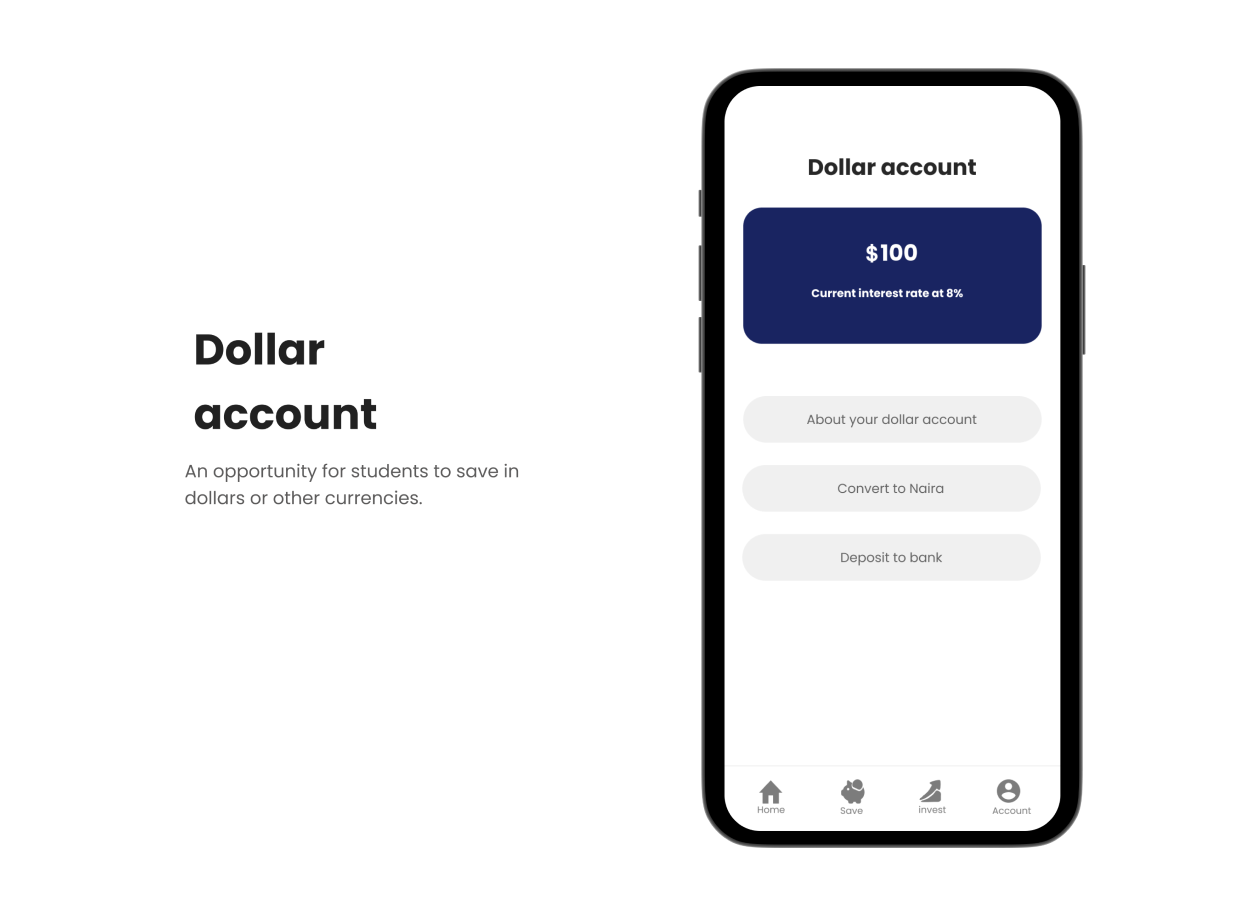 Dollar
account
An opportunity for students to save in
dollars or other currencies.
Dollar account
$100
Current interest rate at 8%
About your dollar account
Convert to Naira
Deposit to bank
Home
Save
invest
Account